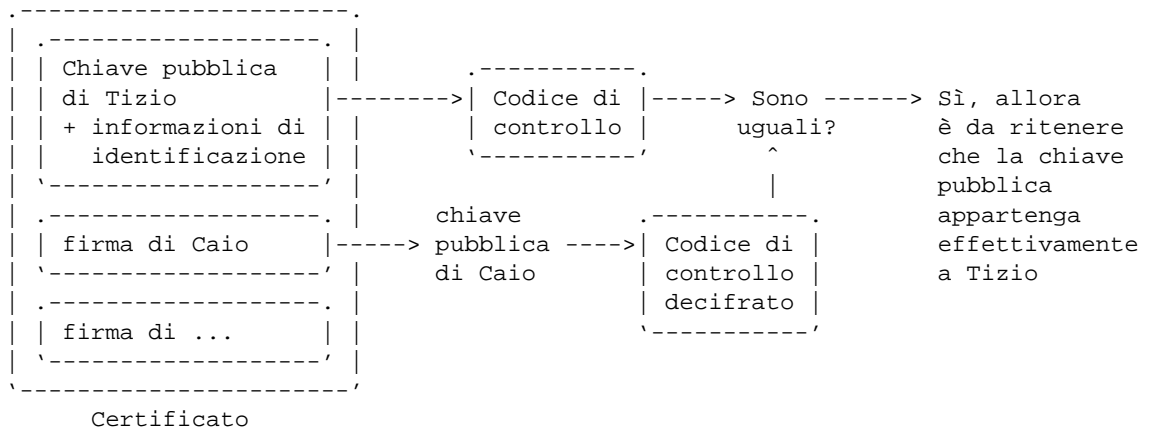 Chiave pubblica
di Tizio
+ informazioni di
identificazione
Codice di
controllo
Sono
uguali?
Sì, allora
è da ritenere
che la chiave
pubblica
appartenga
effettivamente
a Tizio
firma di Caio
chiave
pubblica
di Caio
Codice di
controllo
decifrato
firma di ...
Certificato